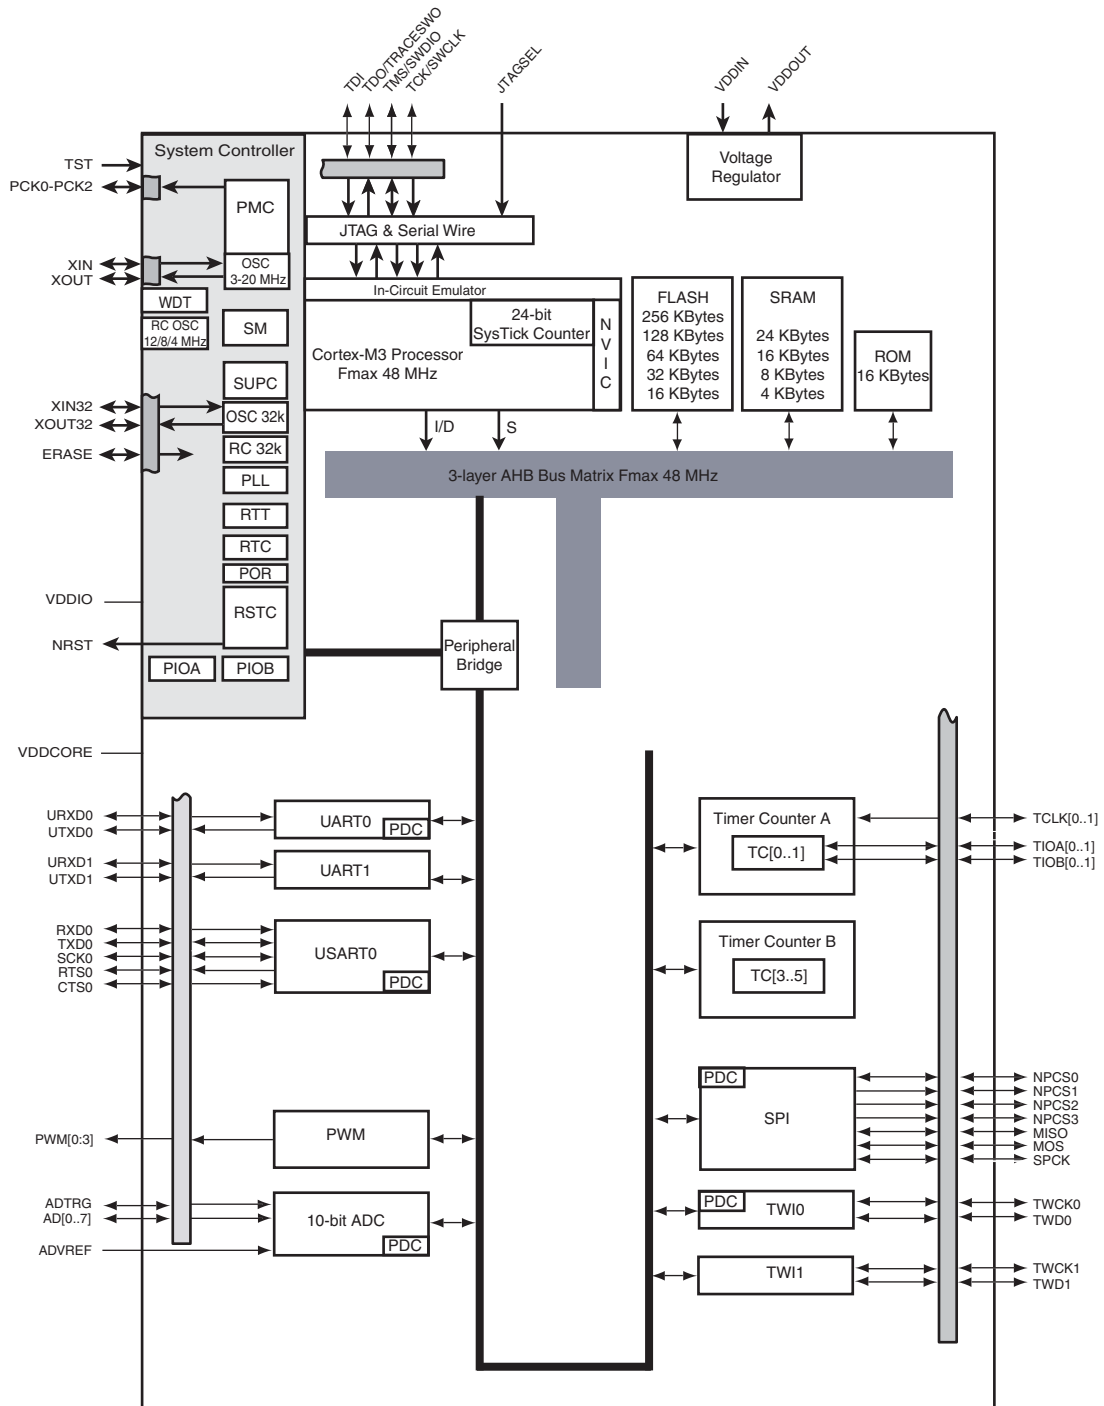 TDI
TDO/TRACESWO
TMS/SWDIO
TCK/SWCLK
JTAGSEL
VDDIN
VDDOUT
System Controller
Voltage
Regulator
TST
PCK0-PCK2
PMC
JTAG & Serial Wire
XIN
XOUT
OSC
3-20 MHz
In-Circuit Emulator
WDT
RC OSC
12/8/4 MHz
SM
24-bit
SysTick Counter
N
V
I
C
Cortex-M3 Processor
Fmax 48 MHz
FLASH
256 KBytes
128 KBytes
64 KBytes
32 KBytes
16 KBytes
SRAM
24 KBytes
16 KBytes
8 KBytes
4 KBytes
ROM
16 KBytes
SUPC
XIN32
XOUT32
OSC 32k
ERASE
RC 32k
I/D
S
3-layer AHB Bus Matrix Fmax 48 MHz
PLL
RTT
RTC
POR
VDDIO
RSTC
NRST
Peripheral
Bridge
PIOA
PIOB
VDDCORE
URXD0
UTXD0
UART0
PDC
URXD1
UTXD1
UART1
RXD0
TXD0
SCK0
RTS0
CTS0
USART0
PDC
PWM[0:3]
PWM
ADTRG
AD[0..7]
ADVREF
10-bit ADC
PDC
Timer Counter A
TC[0..1]
TCLK[0..1]
TIOA[0..1]
TIOB[0..1]
Timer Counter B
TC[3..5]
PDC
SPI
NPCS0
NPCS1
NPCS2
NPCS3
MISO
MOS
SPCK
PDC
TWI0
TWCK0
TWD0
TWI1
TWCK1
TWD1